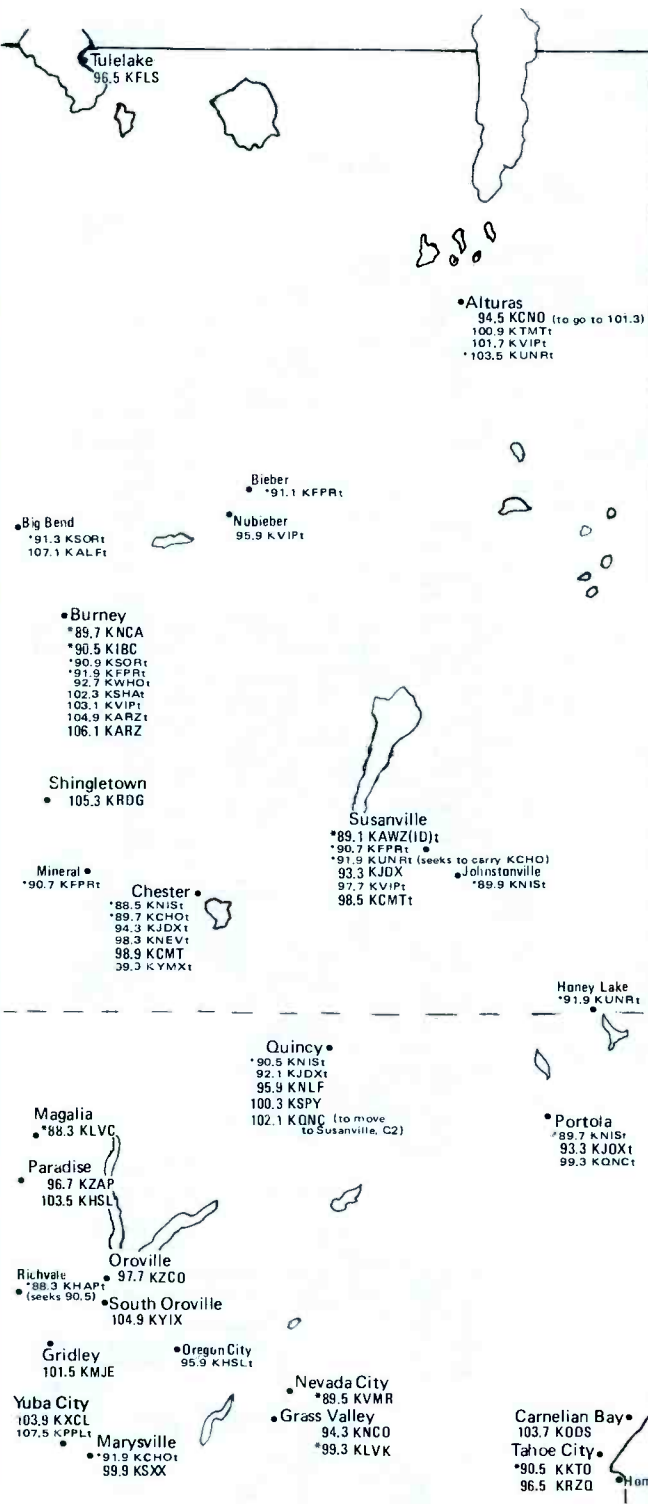 Tulelake
96.5 KFLS
Alturas
94.5 KCNO (to go to 101.3)
100.9 KTMTt
101.7 KVIPt
*103.5 KUNRt
Bieber
*91.1 KFPRt
Nubieber
95.9 KVIPt
Big Bend
*91.3 KSORt
107.1 KALFt
Burney
*89.7 KNCA
*90.5 KIBC
*90.9 KSORt
*91.9 KFPRt
92.7 KWHOt
102.3 KSHAt
103.1 KVIPt
104.9 KARZt
106.1 KARZ
Shingletown
105.3 KRDG
Susanville
*89.1 KAWZ(ID)t
*90.7 KFPRt
*91.9 KUNRt (seeks to carry KCHO)
93.3 KJDX
97.7 KVIPt
98.5 KCMTt
Johnstonville
*89.9 KNISt
Mineral
*90.7 KFPRt
Chester
*88.5 KNISt
*89.7 KCHOt
94.3 KJDXt
98.3 KNEVt
98.9 KCMT
99.3 KYMXt
Honey Lake
*91.9 KUNRt
Quincy
*90.5 KNISt
92.1 KJDXt
95.9 KNLF
100.3 KSPY
102.1 KQNC (to move
to Susanville, C2)
Portola
*89.7 KNISt
93.3 KJDXt
99.3 KQNCt
Magalia
*88.3 KLVC
Paradise
96.7 KZAP
103.5 KHSL
Oroville
97.7 KZCO
Richvale
*88.3 KHAPt
(seeks 90.5)
South Oroville
104.9 KYIX
Gridley
101.5 KMJE
Oregon City
95.9 KHSLt
Nevada City
*89.5 KVMR
Grass Valley
94.3 KNCO
*99.3 KLVK
Yuba City
103.9 KXCL
107.5 KPPLt
Marysville
*91.9 KCHOt
99.9 KSXX
Carnelian Bay
103.7 KODS
Tahoe City
*90.5 KKTO
96.5 KRZQ